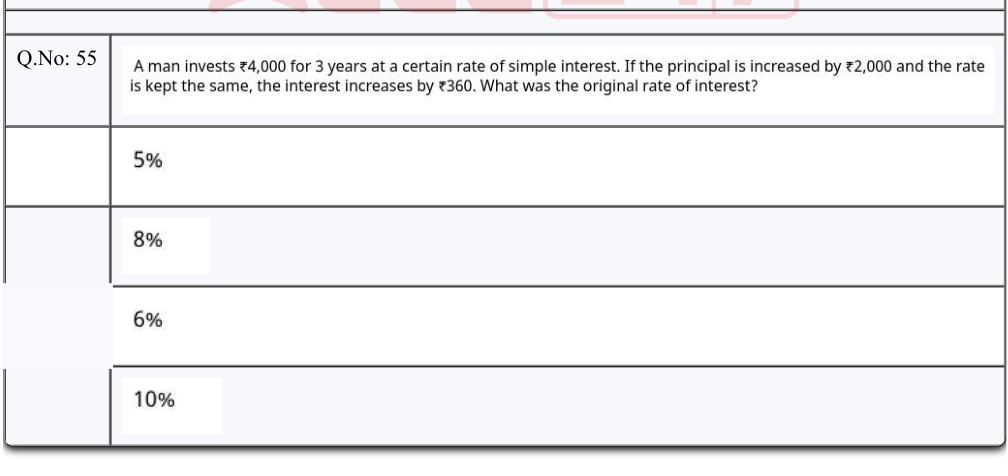 Q.No: 55
A man invests ₹4,000 for 3 years at a certain rate of simple interest. If the principal is increased by ₹2,000 and the rate
is kept the same, the interest increases by ₹360. What was the original rate of interest?
5%
8%
6%
10%